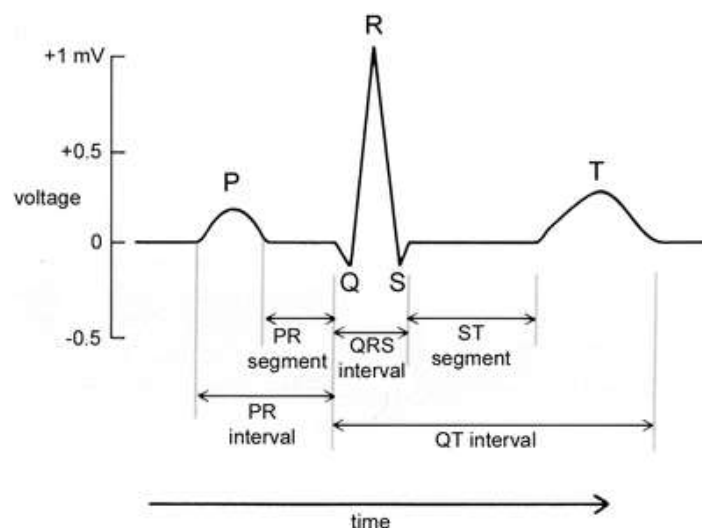 R
+1 mV
+0.5
P
T
voltage
0
Q
S
-0.5
PR
segment
QRS
interval
ST
segment
PR
interval
QT interval
time